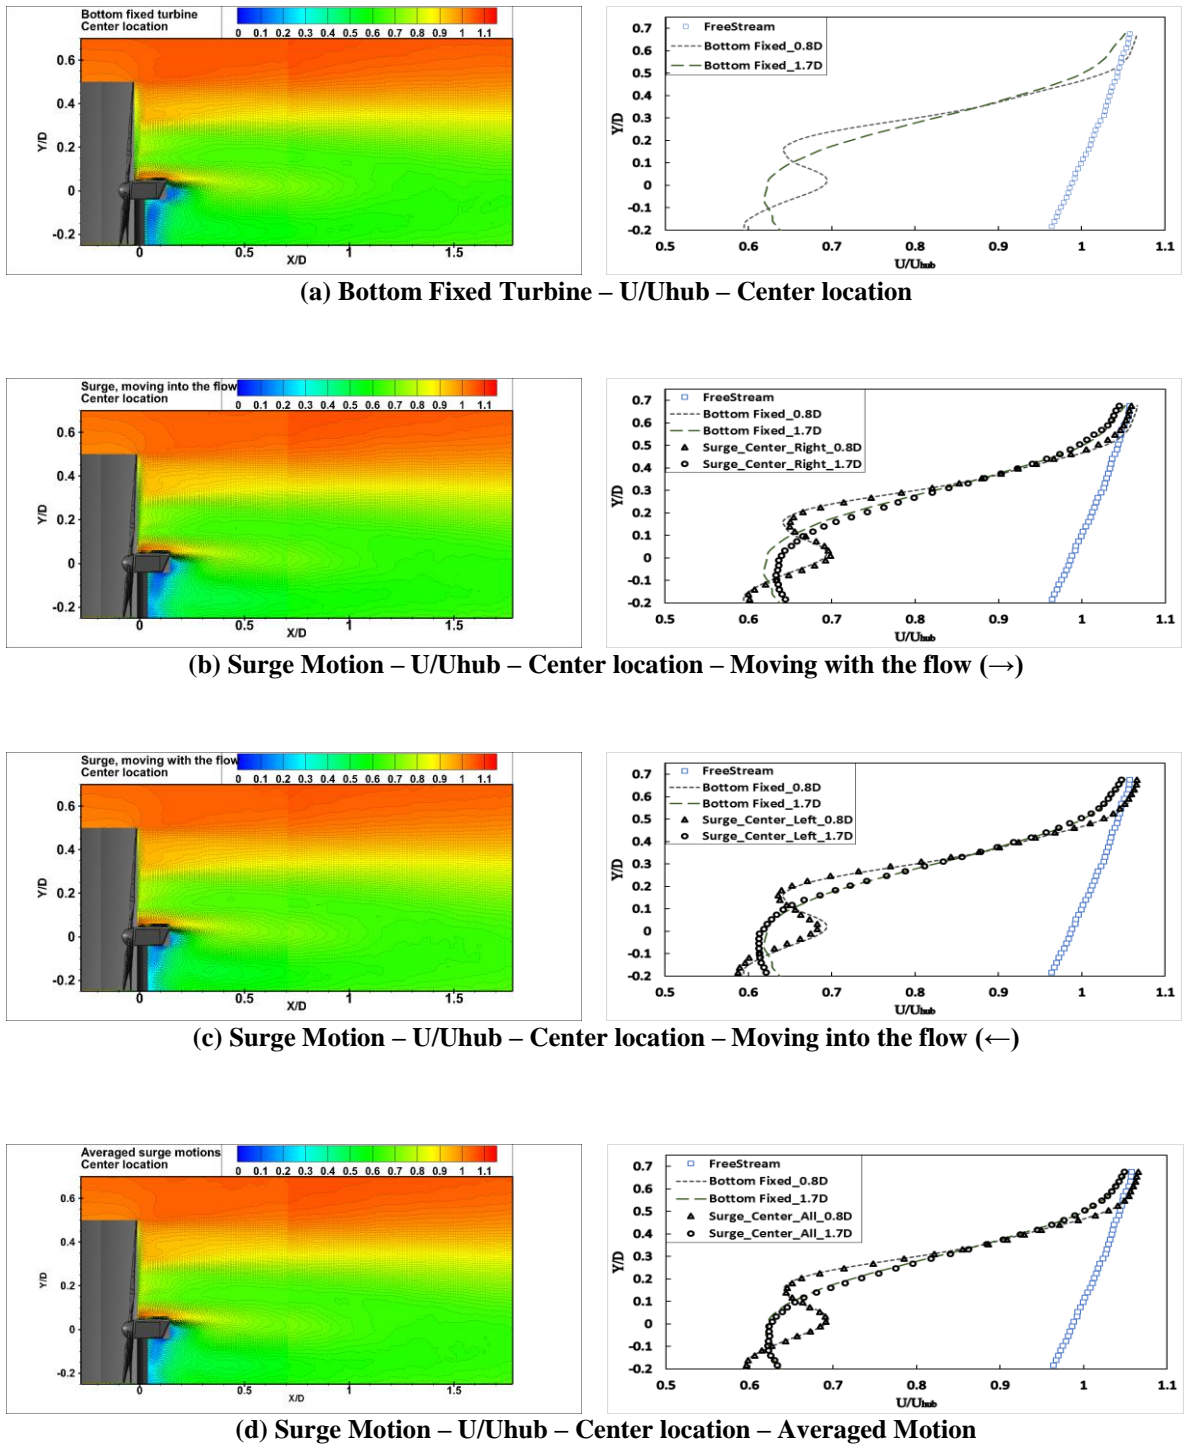 Bottom fixed turbine
Center location
0 0.1 0.2 0.3 0.4 0.5 0.6 0.7 0.8 0.9 1 1.1
0.6
0.4
0.2
0
-0.2
Y/D
0 0.5 1 1.5
X/D
FreeStream
Bottom Fixed_0.8D
Bottom Fixed_1.7D
0.7
0.6
0.5
0.4
0.3
0.2
0.1
0
-0.1
-0.2
Y/D
0.5 0.6 0.7 0.8 0.9 1 1.1
U/Uhub
(a) Bottom Fixed Turbine – U/Uhub – Center location
Surge, moving into the flow
Center location
0 0.1 0.2 0.3 0.4 0.5 0.6 0.7 0.8 0.9 1 1.1
0.6
0.4
0.2
0
-0.2
Y/D
0 0.5 1 1.5
X/D
FreeStream
Bottom Fixed_0.8D
Bottom Fixed_1.7D
Surge_Center_Right_0.8D
Surge_Center_Right_1.7D
0.7
0.6
0.5
0.4
0.3
0.2
0.1
0
-0.1
-0.2
Y/D
0.5 0.6 0.7 0.8 0.9 1 1.1
U/Uhub
(b) Surge Motion – U/Uhub – Center location – Moving with the flow (→)
Surge, moving with the flow
Center location
0 0.1 0.2 0.3 0.4 0.5 0.6 0.7 0.8 0.9 1 1.1
0.6
0.4
0.2
0
-0.2
Y/D
0 0.5 1 1.5
X/D
FreeStream
Bottom Fixed_0.8D
Bottom Fixed_1.7D
Surge_Center_Left_0.8D
Surge_Center_Left_1.7D
0.7
0.6
0.5
0.4
0.3
0.2
0.1
0
-0.1
-0.2
Y/D
0.5 0.6 0.7 0.8 0.9 1 1.1
U/Uhub
(c) Surge Motion – U/Uhub – Center location – Moving into the flow (←)
Averaged surge motions
Center location
0 0.1 0.2 0.3 0.4 0.5 0.6 0.7 0.8 0.9 1 1.1
0.6
0.4
0.2
0
-0.2
Y/D
0 0.5 1 1.5
X/D
FreeStream
Bottom Fixed_0.8D
Bottom Fixed_1.7D
Surge_Center_All_0.8D
Surge_Center_All_1.7D
0.7
0.6
0.5
0.4
0.3
0.2
0.1
0
-0.1
-0.2
Y/D
0.5 0.6 0.7 0.8 0.9 1 1.1
U/Uhub
(d) Surge Motion – U/Uhub – Center location – Averaged Motion